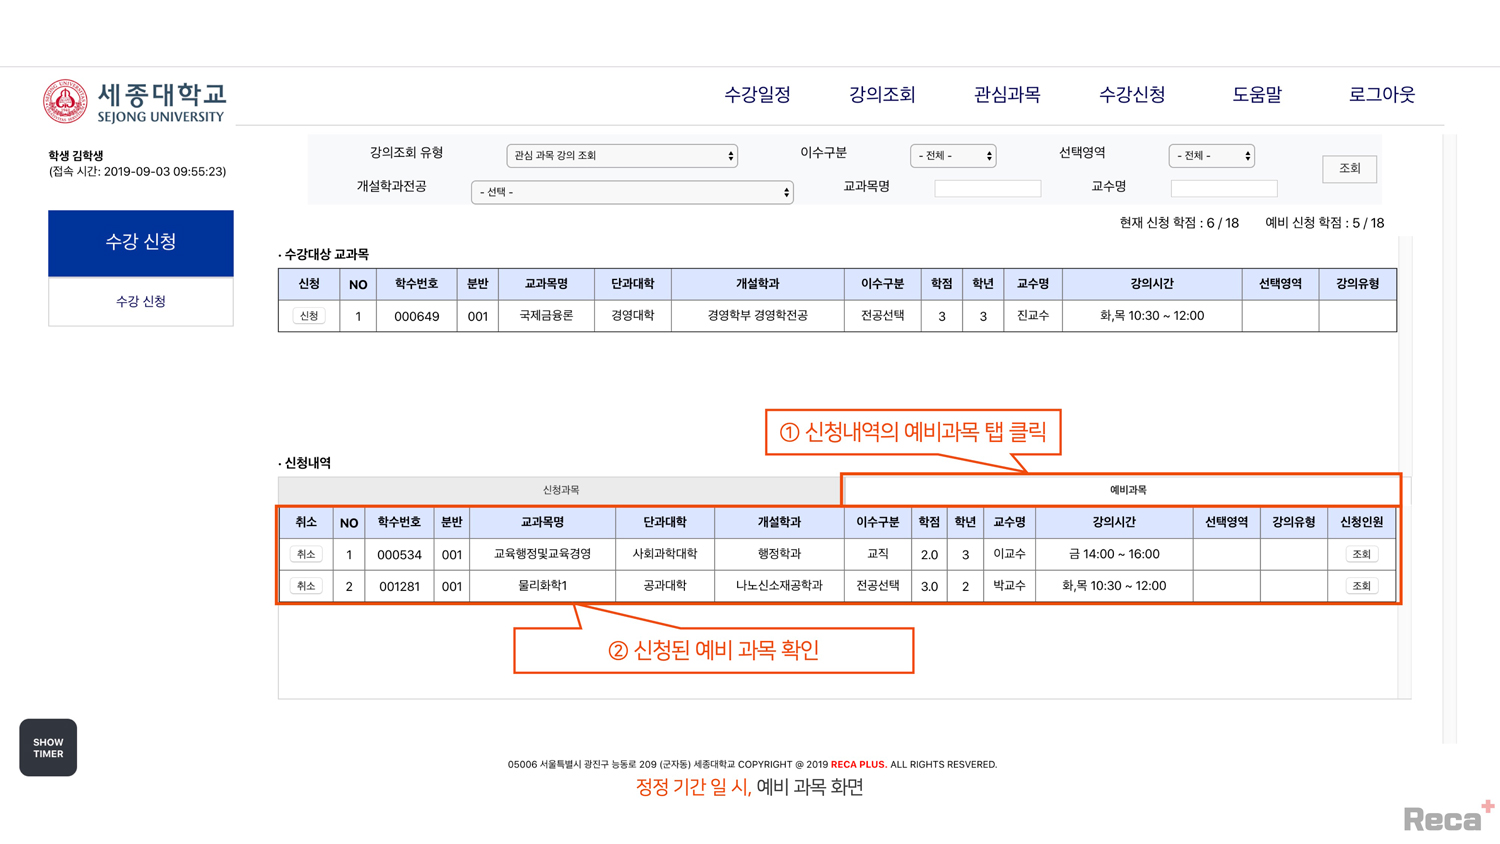 세종대학교
SEJONG UNIVERSITY
수강일정 강의조회 관심과목 수강신청 도움말 로그아웃
학생 김학생
(접속 시간: 2019-09-03 09:55:23)
수강 신청
수강 신청
강의조회 유형 관심 과목 강의 조회 이수구분 - 전체 - 선택영역 - 전체 - 조회
개설학과전공 - 선택 - 교과목명 교수명
현재 신청 학점 : 6 / 18 예비 신청 학점 : 5 / 18
· 수강대상 교과목
신청 NO 학수번호 분반 교과목명 단과대학 개설학과 이수구분 학점 학년 교수명 강의시간 선택영역 강의유형
신청 1 000649 001 국제금융론 경영대학 경영학부 경영학전공 전공선택 3 3 진교수 화,목 10:30 ~ 12:00
① 신청내역의 예비과목 탭 클릭
· 신청내역
신청과목 예비과목
취소 NO 학수번호 분반 교과목명 단과대학 개설학과 이수구분 학점 학년 교수명 강의시간 선택영역 강의유형 신청인원
취소 1 000534 001 교육행정및교육경영 사회과학대학 행정학과 교직 2.0 3 이교수 금 14:00 ~ 16:00 조회
취소 2 001281 001 물리화학1 공과대학 나노신소재공학과 전공선택 3.0 2 박교수 화,목 10:30 ~ 12:00 조회
② 신청된 예비 과목 확인
SHOW
TIMER
05006 서울특별시 광진구 능동로 209 (군자동) 세종대학교 COPYRIGHT @ 2019 RECA PLUS. ALL RIGHTS RESVERED.
정정 기간 일 시, 예비 과목 화면
Reca+